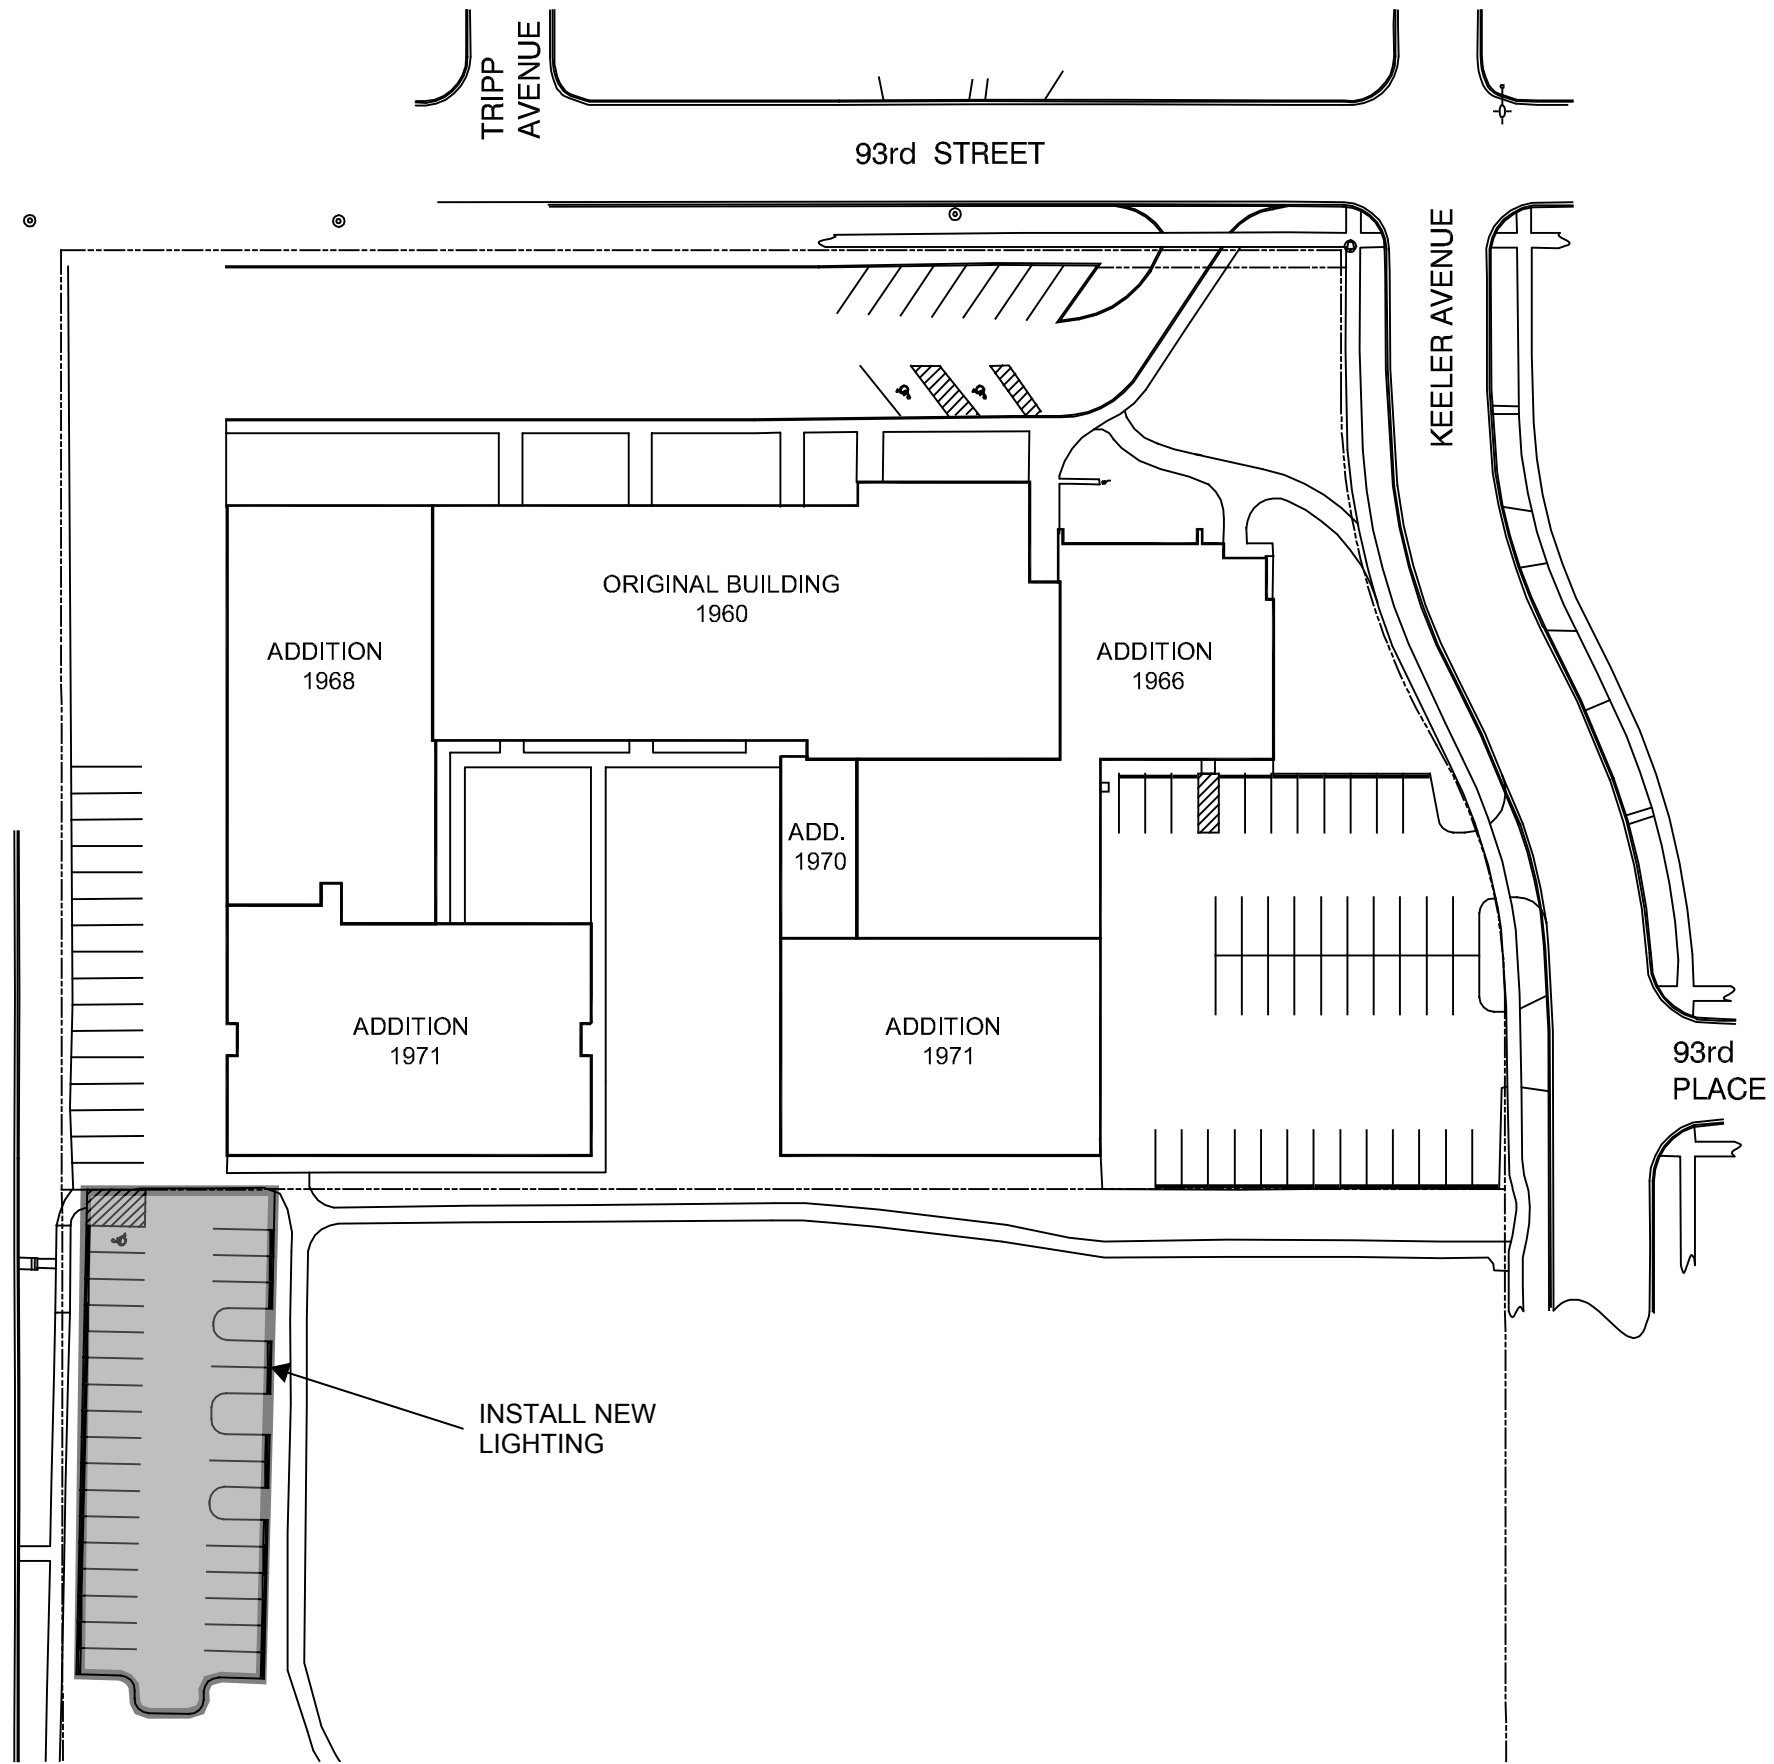 TRIPP
AVENUE
93rd STREET
KEELER AVENUE
ORIGINAL BUILDING
1960
ADDITION
1968
ADDITION
1966
ADD.
1970
ADDITION
1971
ADDITION
1971
93rd
PLACE
INSTALL NEW
LIGHTING